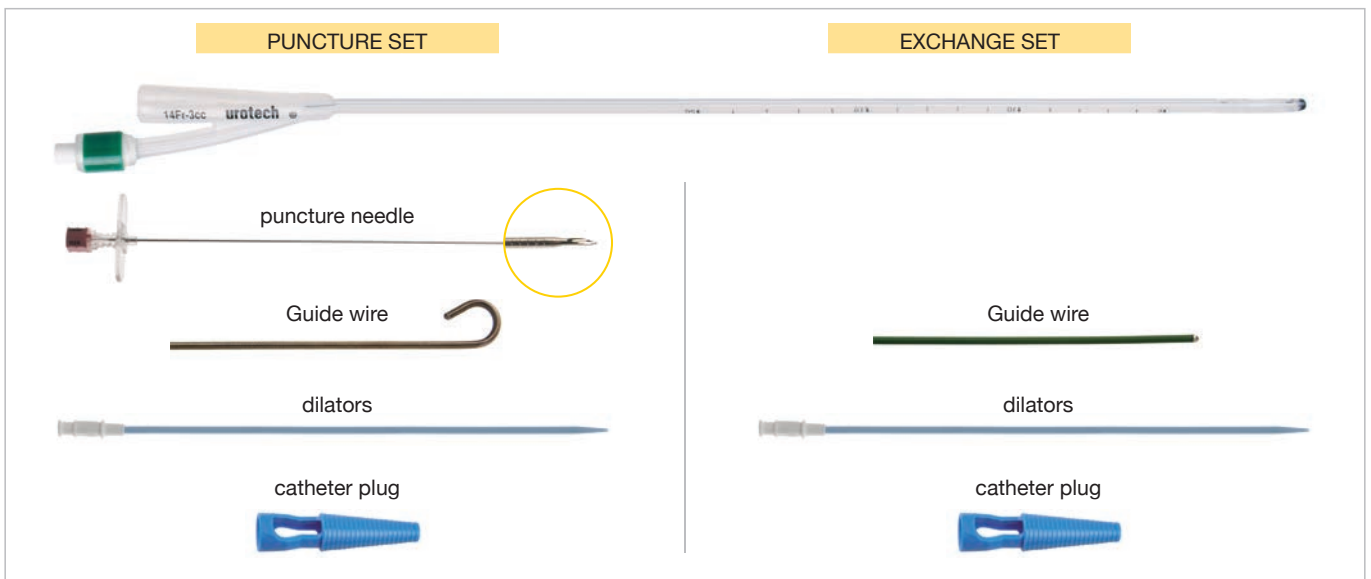 PUNCTURE SET
EXCHANGE SET
14Fr-3cc urotech
puncture needle
Guide wire
Guide wire
dilators
dilators
catheter plug
catheter plug